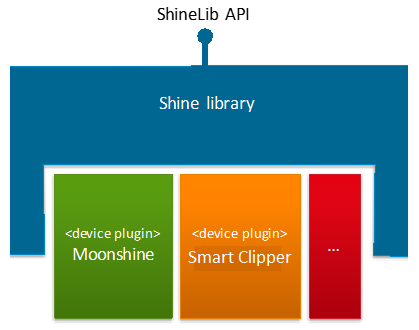 ShineLib API
Shine library
<device plugin>
Moonshine
<device plugin>
Smart Clipper
...